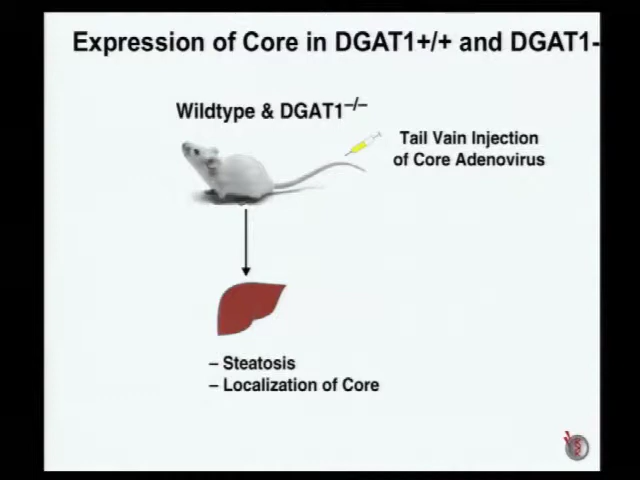 Expression of Core in DGAT1+/+ and DGAT1-
Wildtype & DGAT1–/–
Tail Vain Injection
of Core Adenovirus
– Steatosis
– Localization of Core